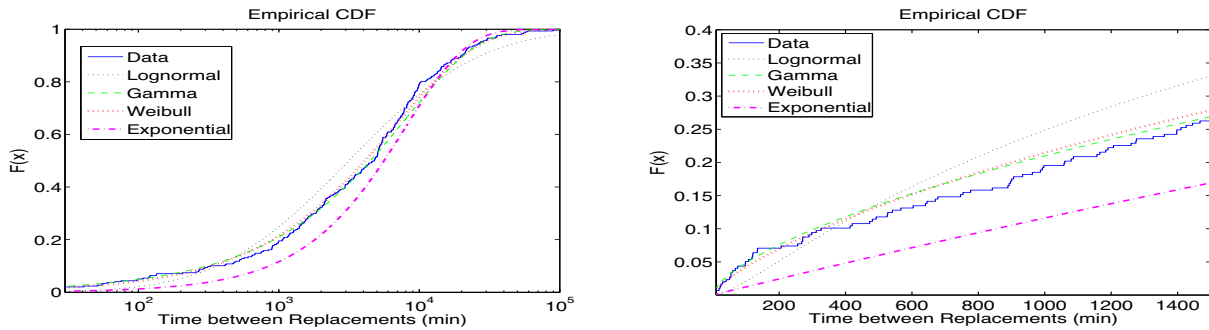 Empirical CDF
1
0.8
0.6
0.4
0.2
0
F(x)
Data
Lognormal
Gamma
Weibull
Exponential
10^2
10^3
10^4
10^5
Time between Replacements (min)
Empirical CDF
0.4
0.35
0.3
0.25
0.2
0.15
0.1
0.05
F(x)
Data
Lognormal
Gamma
Weibull
Exponential
200
400
600
800
1000
1200
1400
Time between Replacements (min)